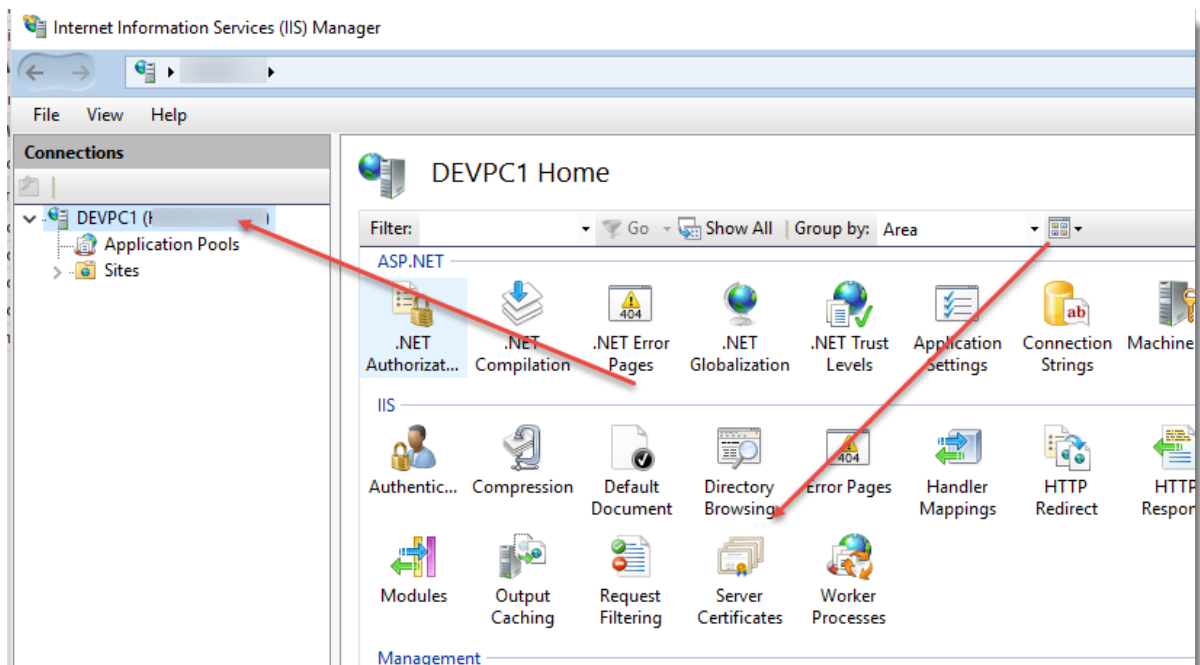 Internet Information Services (IIS) Manager
File View Help
Connections
DEVPC1 (
Application Pools
Sites
DEVPC1 Home
Filter: Go Show All Group by: Area
ASP.NET
.NET Authorizat...
.NET Compilation
.NET Error Pages
.NET Globalization
.NET Trust Levels
Application Settings
Connection Strings
Machine
IIS
Authentic...
Compression
Default Document
Directory Browsing
Error Pages
Handler Mappings
HTTP Redirect
HTTP Respon
Modules
Output Caching
Request Filtering
Server Certificates
Worker Processes
Management